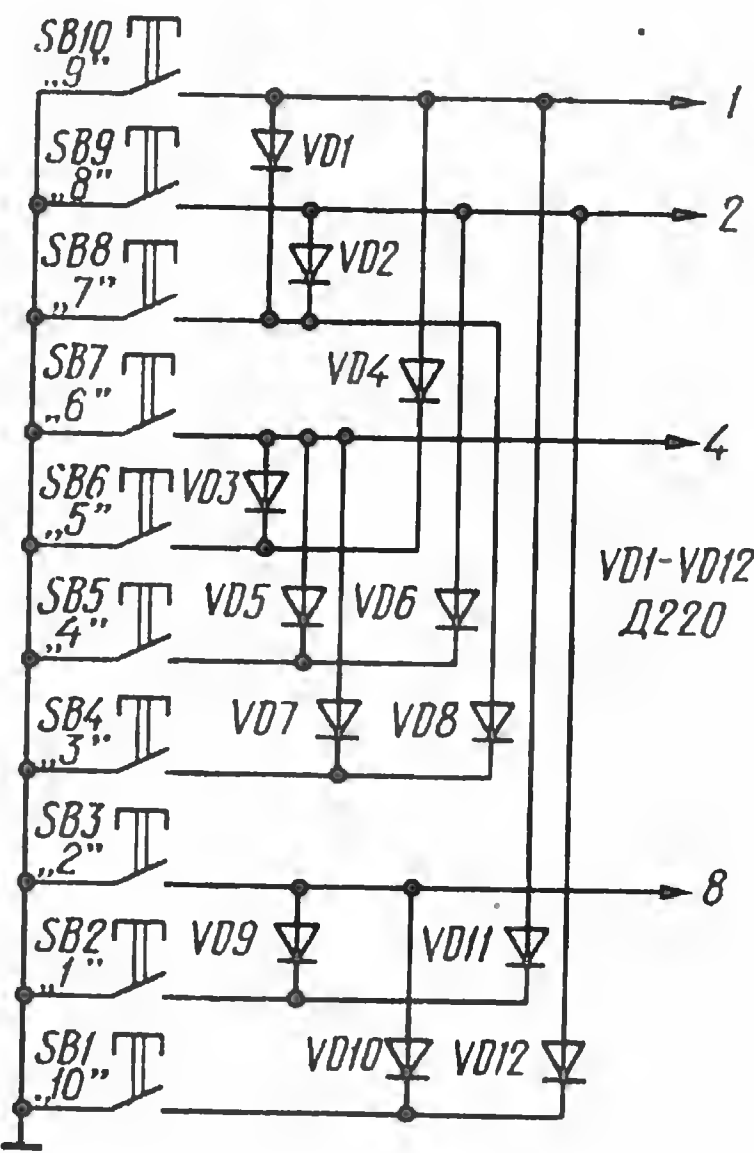 SB10
„9”
1
VD1
SB9
„8”
2
SB8
„7”
VD2
SB7
„6”
VD4
4
SB6
„5”
VD3
VD1-VD12
Д220
SB5
„4”
VD5
VD6
SB4
„3”
VD7
VD8
SB3
„2”
8
SB2
„1”
VD9
VD11
SB1
„10”
VD10
VD12